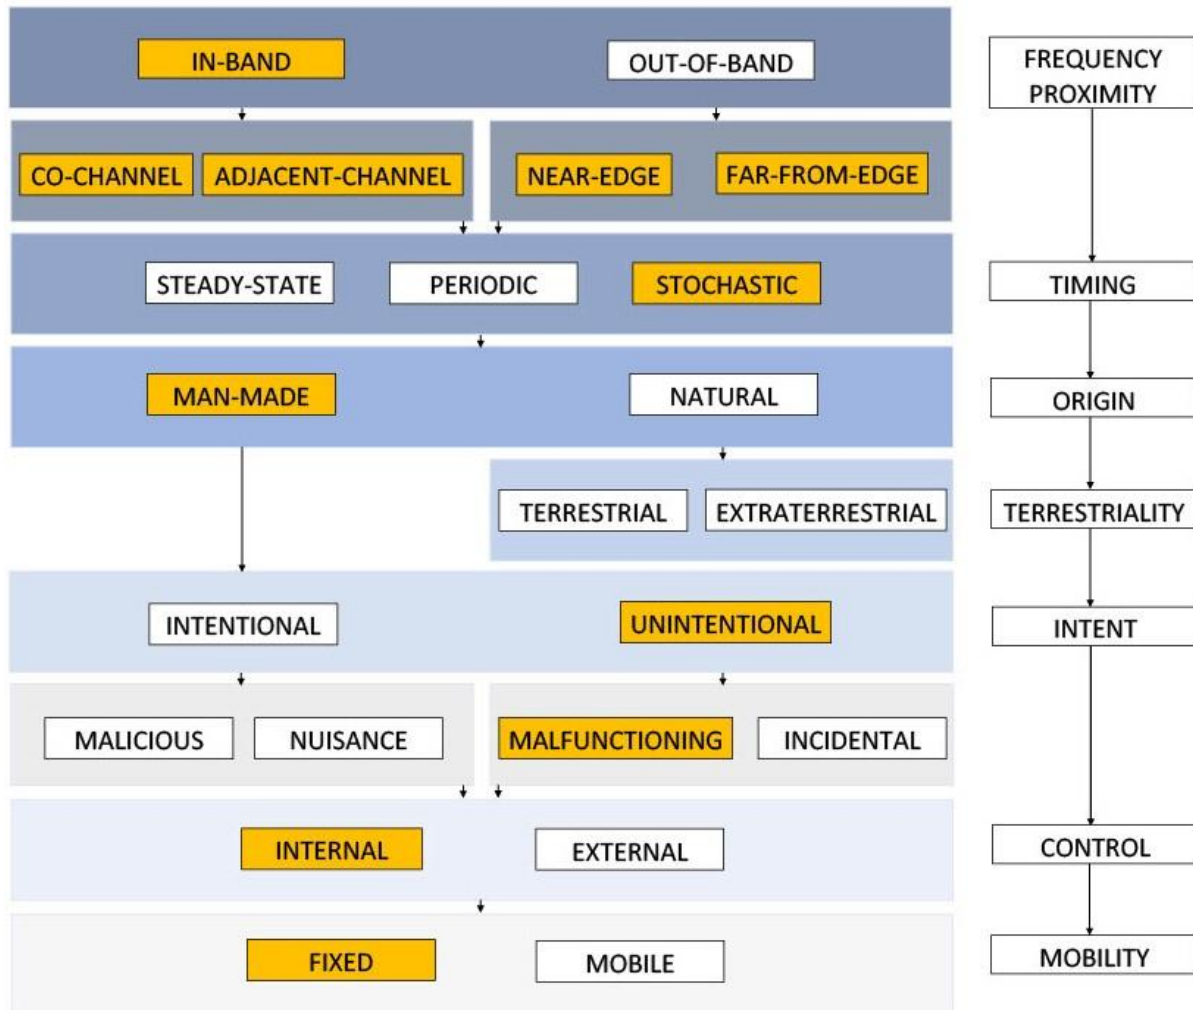 IN-BAND
OUT-OF-BAND
FREQUENCY
PROXIMITY
CO-CHANNEL
ADJACENT-CHANNEL
NEAR-EDGE
FAR-FROM-EDGE
STEADY-STATE
PERIODIC
STOCHASTIC
TIMING
MAN-MADE
NATURAL
ORIGIN
TERRESTRIAL
EXTRATERRESTRIAL
TERRESTRIALITY
INTENTIONAL
UNINTENTIONAL
INTENT
MALICIOUS
NUISANCE
MALFUNCTIONING
INCIDENTAL
INTERNAL
EXTERNAL
CONTROL
FIXED
MOBILE
MOBILITY